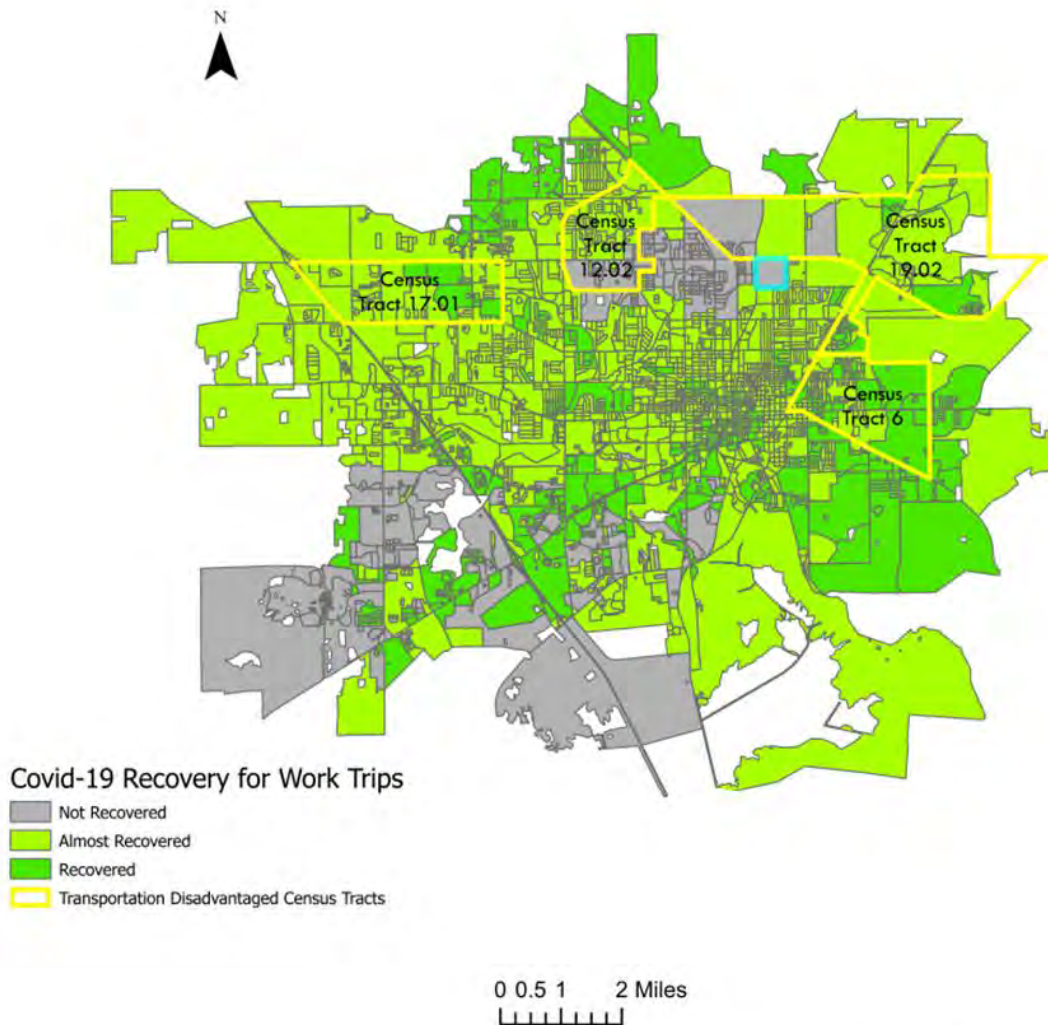 N
Census
Tract
12.02
Census
Tract
19.02
Census
Tract 17.01
Census
Tract 6
Covid-19 Recovery for Work Trips
Not Recovered
Almost Recovered
Recovered
Transportation Disadvantaged Census Tracts
0 0.5 1 2 Miles